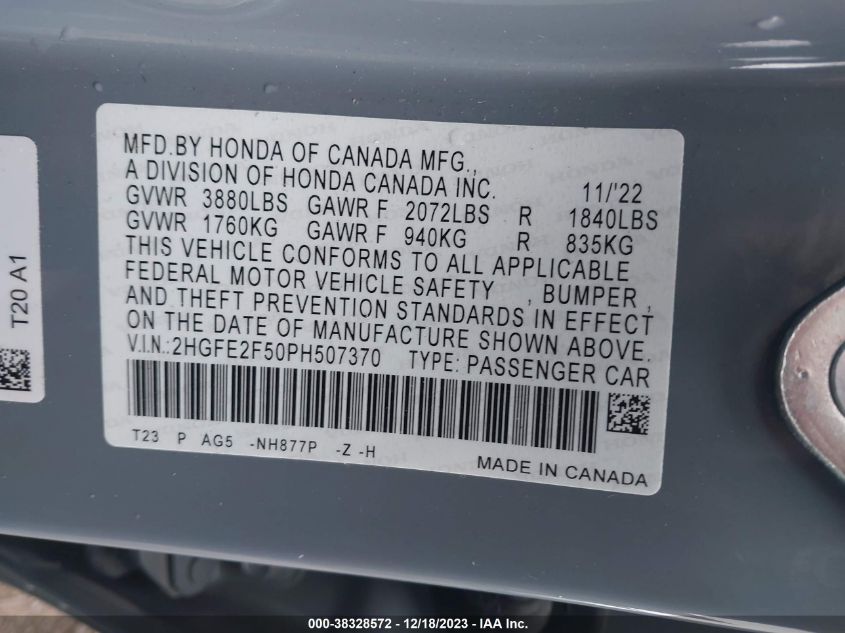 MFD.BY HONDA OF CANADA MFG.,
A DIVISION OF HONDA CANADA INC. 11/'22
GVWR 3880LBS GAWR F 2072LBS R 1840LBS
GVWR 1760KG GAWR F 940KG R 835KG
THIS VEHICLE CONFORMS TO ALL APPLICABLE
FEDERAL MOTOR VEHICLE SAFETY , BUMPER ,
AND THEFT PREVENTION STANDARDS IN EFFECT
ON THE DATE OF MANUFACTURE SHOWN ABOVE.
V.I.N.:2HGFE2F50PH507370 TYPE: PASSENGER CAR
T23 P AG5 -NH877P -Z -H
MADE IN CANADA
T20 A1
000-38328572 - 12/18/2023 - IAA Inc.